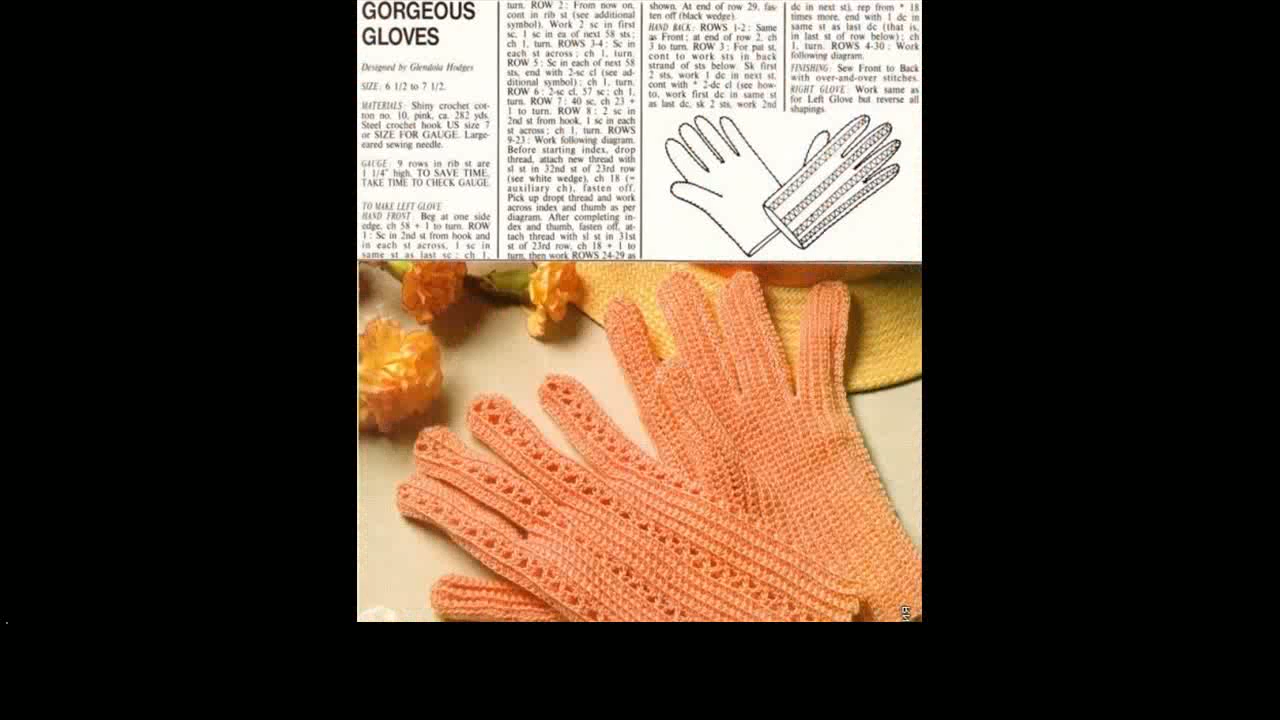 GORGEOUS
GLOVES
Designed by Glendola Hodges
SIZE: 6 1/2 to 7 1/2.
MATERIALS: Shiny crochet cot-
ton no. 10, pink, ca. 282 yds.
Steel crochet hook US size 7
or SIZE FOR GAUGE. Large-
eared sewing needle.
GAUGE: 9 rows in rib st are
1 1/4" high. TO SAVE TIME,
TAKE TIME TO CHECK GAUGE.
TO MAKE LEFT GLOVE
HAND FRONT: Beg at one side
edge, ch 58 + 1 to turn. ROW
1: Sc in 2nd st from hook and
in each st across, 1 sc in
same st as last sc; ch 1,
turn. ROW 2: From now on,
cont in rib st (see additional
symbol). Work 2 sc in first
sc, 1 sc in ea of next 58 sts;
ch 1, turn. ROWS 3-4: Sc in
each st across; ch 1, turn.
ROW 5: Sc in each of next 58
sts, end with 2-sc cl (see ad-
ditional symbol); ch 1, turn.
ROW 6: 2-sc cl, 57 sc; ch 1,
turn. ROW 7: 40 sc, ch 23 +
1 to turn. ROW 8: 2 sc in
2nd st from hook, 1 sc in each
st across; ch 1, turn. ROWS
9-23: Work following diagram.
Before starting index, drop
thread, attach new thread with
sl st in 32nd st of 23rd row
(see white wedge), ch 18 (=
auxiliary ch), fasten off.
Pick up dropt thread and work
across index and thumb as per
diagram. After completing in-
dex and thumb, fasten off, at-
tach thread with sl st in 31st
st of 23rd row, ch 18 + 1 to
turn, then work ROWS 24-29 as
shown. At end of row 29, fas-
ten off (black wedge).
HAND BACK: ROWS 1-2: Same
as Front; at end of row 2, ch
3 to turn. ROW 3: For pat st,
cont to work sts in back
strand of sts below. Sk first
2 sts, work 1 dc in next st,
cont with * 2-dc cl (see how-
to, work first dc in same st
as last dc, sk 2 sts, work 2nd
dc in next st), rep from * 18
times more, end with 1 dc in
same st as last dc (that is,
in last st of row below); ch
1, turn. ROWS 4-30: Work
following diagram.
FINISHING: Sew Front to Back
with over-and-over stitches.
RIGHT GLOVE: Work same as
for Left Glove but reverse all
shapings.